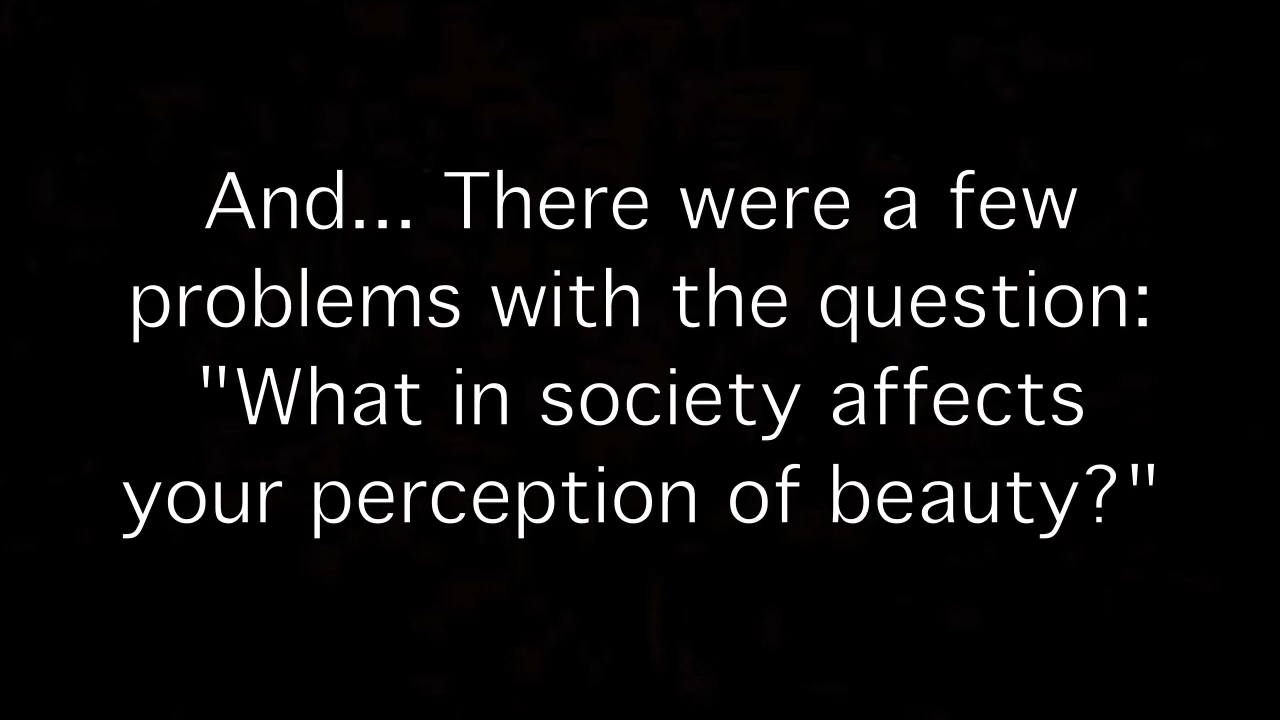 And... There were a few
problems with the question:
"What in society affects
your perception of beauty?"